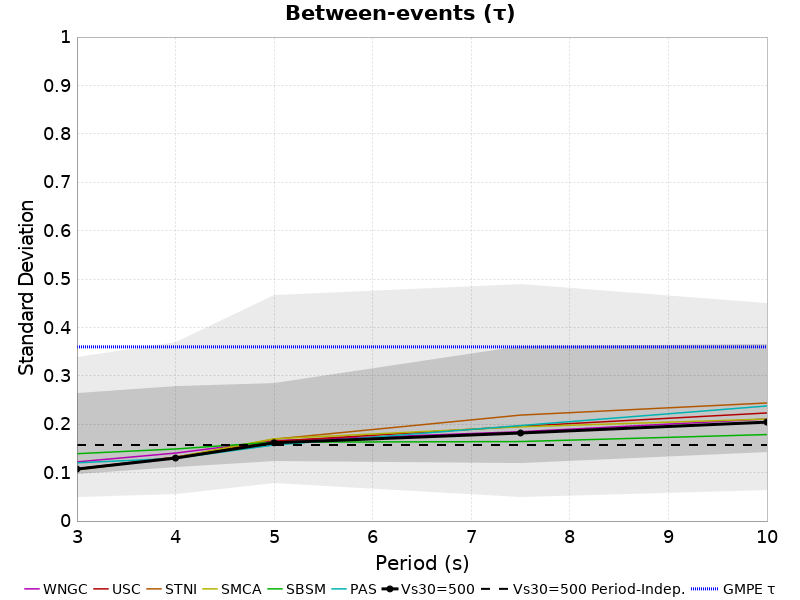 Between-events (τ)
1
0.9
0.8
0.7
0.6
0.5
0.4
0.3
0.2
0.1
0
Standard Deviation
3 4 5 6 7 8 9 10
Period (s)
WNGC USC STNI SMCA SBSM PAS Vs30=500 Vs30=500 Period-Indep. GMPE τ